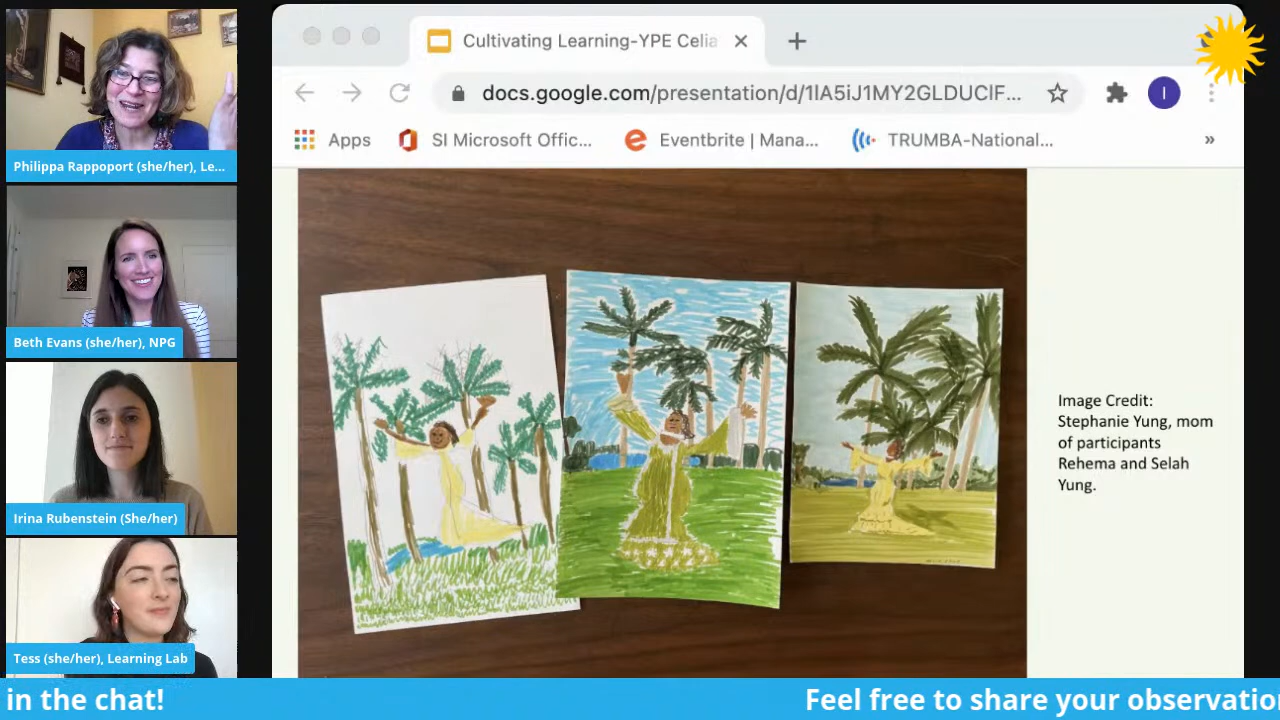 Philippa Rappoport (she/her), Le...
Beth Evans (she/her), NPG
Irina Rubenstein (She/her)
Tess (she/her), Learning Lab
Cultivating Learning-YPE Celia
docs.google.com/presentation/d/1IA5iJ1MY2GLDUCIF...
I
Apps
SI Microsoft Offic...
Eventbrite | Mana...
TRUMBA-National...
»
Image Credit:
Stephanie Yung, mom
of participants
Rehema and Selah
Yung.
in the chat!
Feel free to share your observatio